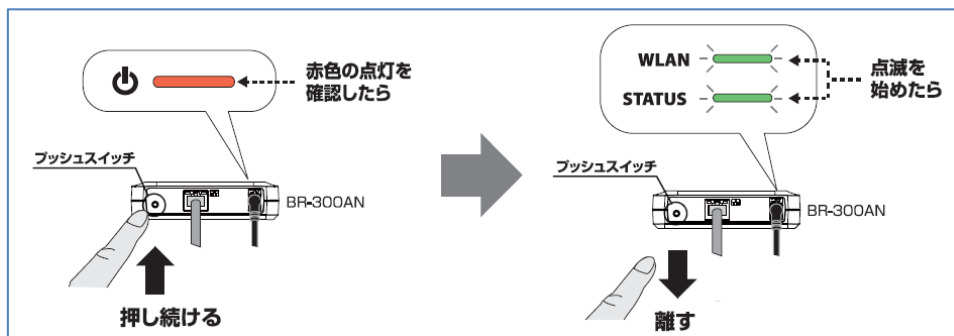 赤色の点灯を
確認したら
プッシュスイッチ
BR-300AN
押し続ける
WLAN
STATUS
点滅を
始めたら
プッシュスイッチ
BR-300AN
離す